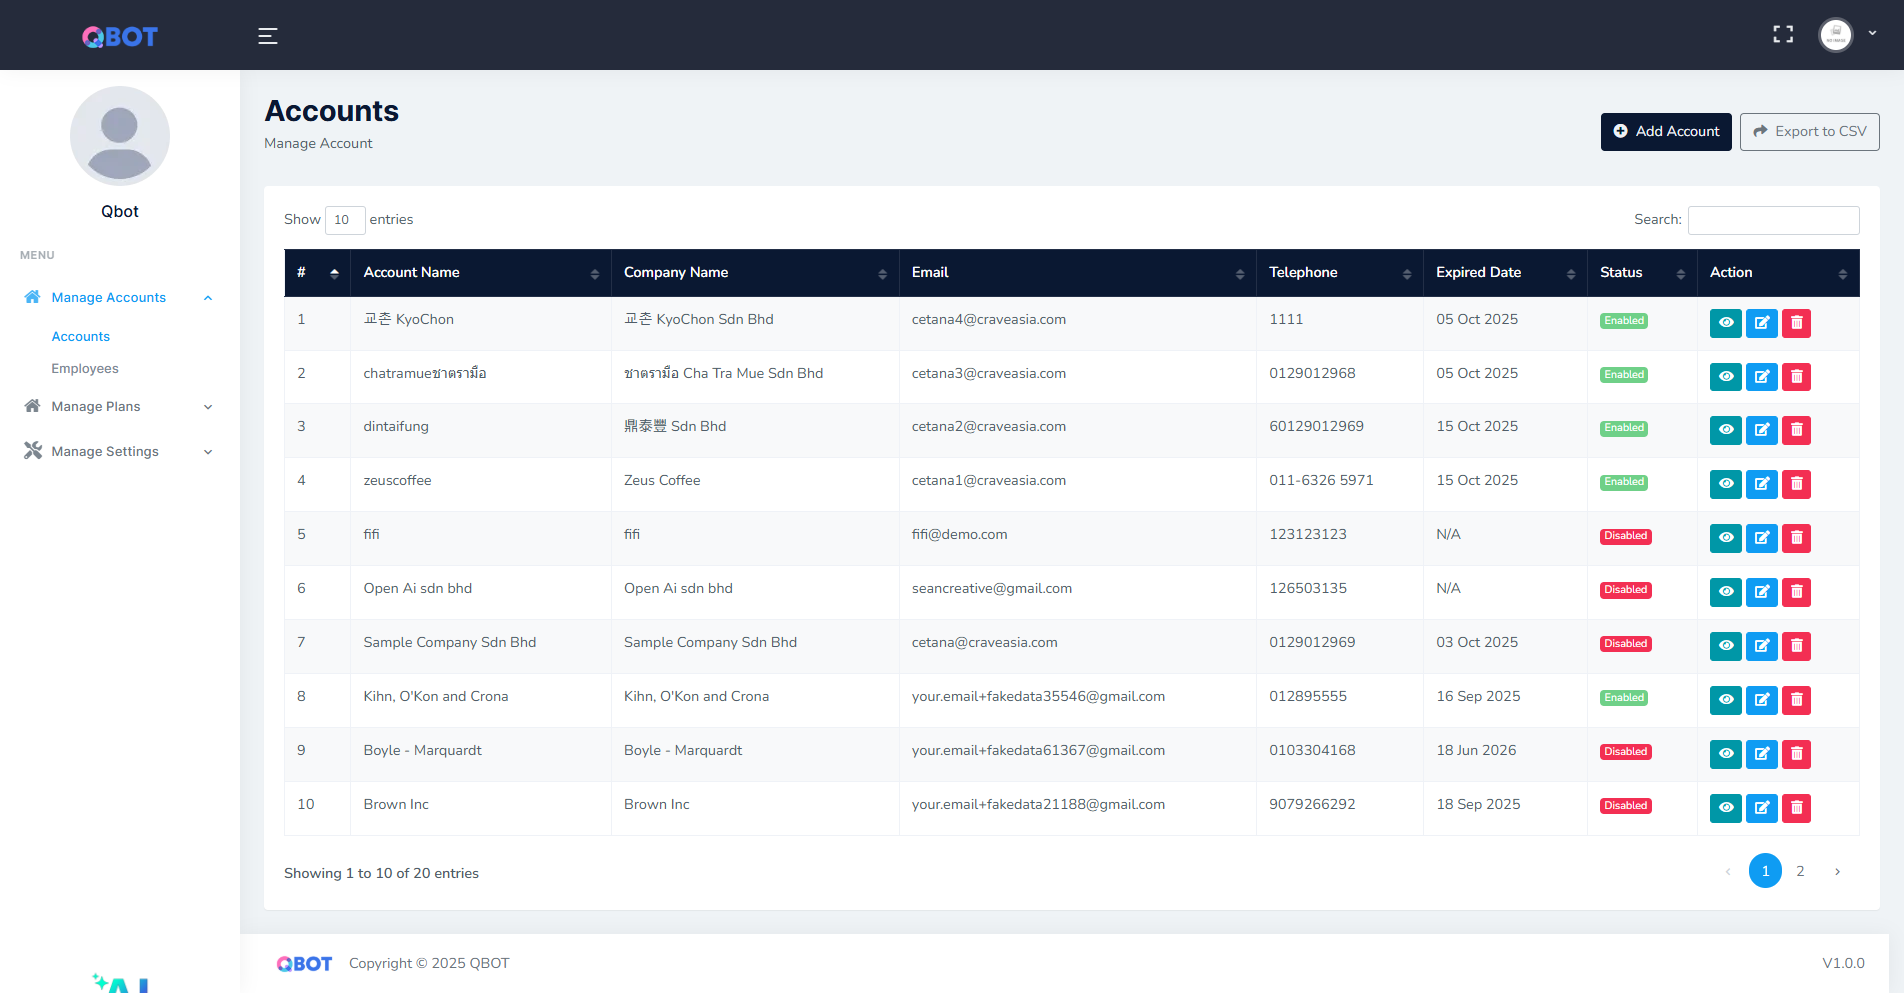 QBOT
Qbot
MENU
Manage Accounts
Accounts
Employees
Manage Plans
Manage Settings
Accounts
Manage Account
Add Account
Export to CSV
Show 10 entries
Search:
# Account Name Company Name Email Telephone Expired Date Status Action
1 교촌 KyoChon 교촌 KyoChon Sdn Bhd cetana4@craveasia.com 1111 05 Oct 2025 Enabled
2 chatramueชาตรามือ ชาตรามือ Cha Tra Mue Sdn Bhd cetana3@craveasia.com 0129012968 05 Oct 2025 Enabled
3 dintaifung 鼎泰豐 Sdn Bhd cetana2@craveasia.com 60129012969 15 Oct 2025 Enabled
4 zeuscoffee Zeus Coffee cetana1@craveasia.com 011-6326 5971 15 Oct 2025 Enabled
5 fifi fifi fifi@demo.com 123123123 N/A Disabled
6 Open Ai sdn bhd Open Ai sdn bhd seancreative@gmail.com 126503135 N/A Disabled
7 Sample Company Sdn Bhd Sample Company Sdn Bhd cetana@craveasia.com 0129012969 03 Oct 2025 Disabled
8 Kihn, O'Kon and Crona Kihn, O'Kon and Crona your.email+fakedata35546@gmail.com 012895555 16 Sep 2025 Enabled
9 Boyle - Marquardt Boyle - Marquardt your.email+fakedata61367@gmail.com 0103304168 18 Jun 2026 Disabled
10 Brown Inc Brown Inc your.email+fakedata21188@gmail.com 9079266292 18 Sep 2025 Disabled
Showing 1 to 10 of 20 entries
‹ 1 2 ›
QBOT Copyright © 2025 QBOT
V1.0.0